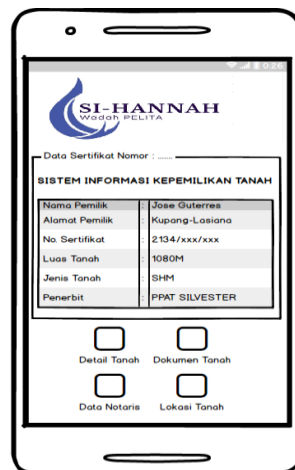 0:24
SI-HANNAH
Wadah PELITA
Data Sertifikat Nomor : ......
SISTEM INFORMASI KEPEMILIKAN TANAH
Nama Pemilik : Jose Guterres
Alamat Pemilik : Kupang-Lasiana
No. Sertifikat : 2134/xxx/xxx
Luas Tanah : 1080M
Jenis Tanah : SHM
Penerbit : PPAT SILVESTER
Detail Tanah Dokumen Tanah
Data Notaris Lokasi Tanah